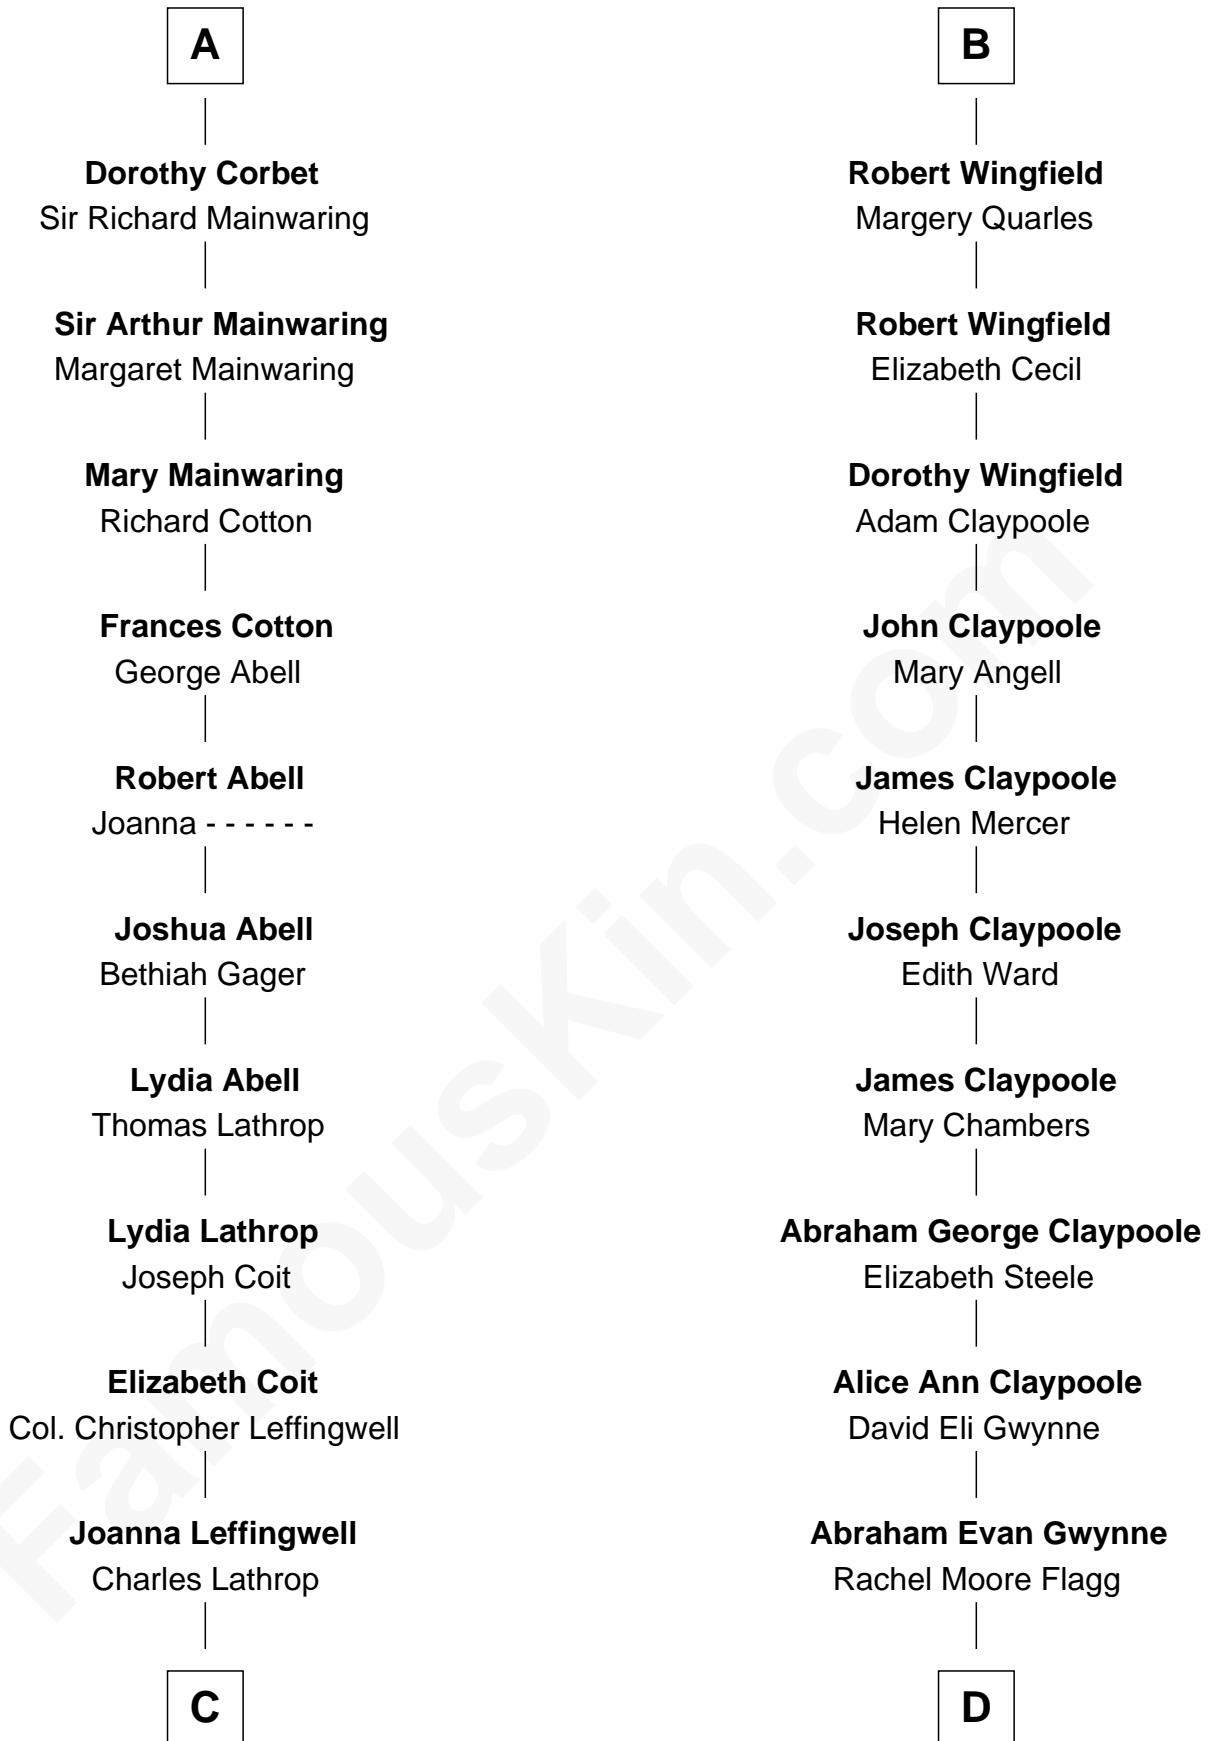 A
Dorothy Corbet
Sir Richard Mainwaring
Sir Arthur Mainwaring
Margaret Mainwaring
Mary Mainwaring
Richard Cotton
Frances Cotton
George Abell
Robert Abell
Joanna - - - - - -
Joshua Abell
Bethiah Gager
Lydia Abell
Thomas Lathrop
Lydia Lathrop
Joseph Coit
Elizabeth Coit
Col. Christopher Leffingwell
Joanna Leffingwell
Charles Lathrop
C
B
Robert Wingfield
Margery Quarles
Robert Wingfield
Elizabeth Cecil
Dorothy Wingfield
Adam Claypoole
John Claypoole
Mary Angell
James Claypoole
Helen Mercer
Joseph Claypoole
Edith Ward
James Claypoole
Mary Chambers
Abraham George Claypoole
Elizabeth Steele
Alice Ann Claypoole
David Eli Gwynne
Abraham Evan Gwynne
Rachel Moore Flagg
D
FamousKin.com